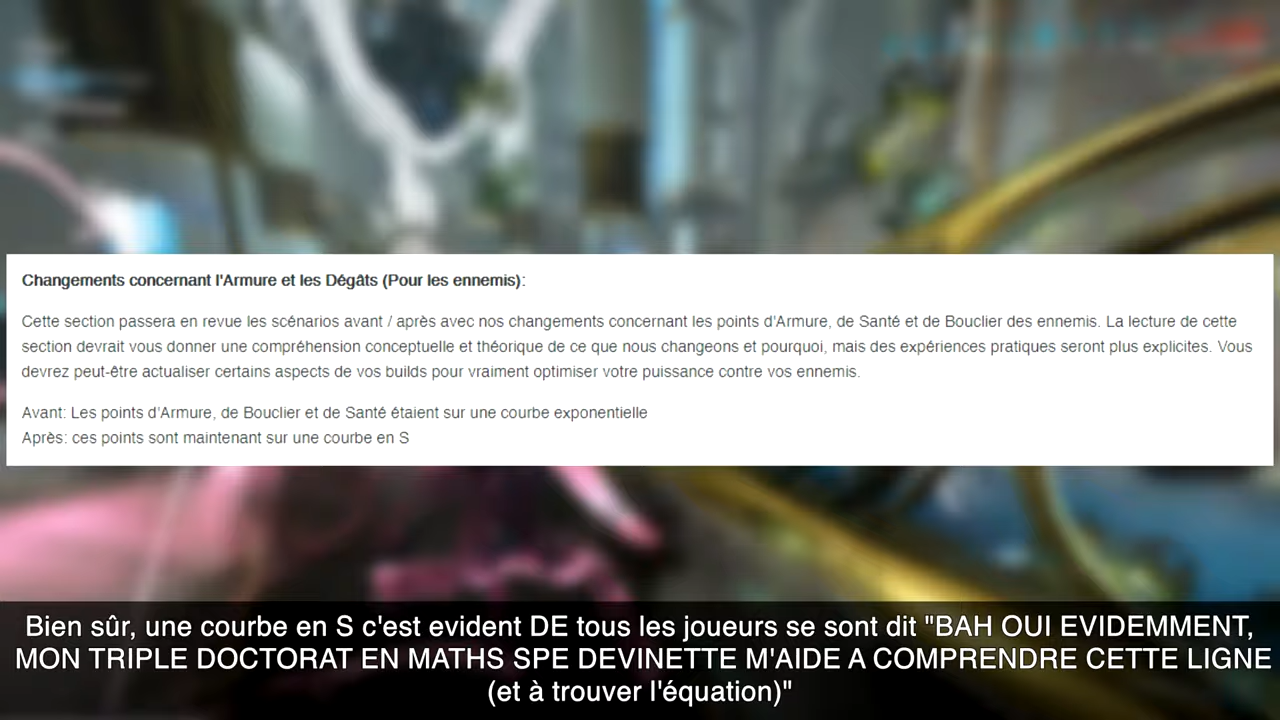 Changements concernant l'Armure et les Dégâts (Pour les ennemis):
Cette section passera en revue les scénarios avant / après avec nos changements concernant les points d'Armure, de Santé et de Bouclier des ennemis. La lecture de cette
section devrait vous donner une compréhension conceptuelle et théorique de ce que nous changeons et pourquoi, mais des expériences pratiques seront plus explicites. Vous
devrez peut-être actualiser certains aspects de vos builds pour vraiment optimiser votre puissance contre vos ennemis.
Avant: Les points d'Armure, de Bouclier et de Santé étaient sur une courbe exponentielle
Après: ces points sont maintenant sur une courbe en S
Bien sûr, une courbe en S c'est evident DE tous les joueurs se sont dit "BAH OUI EVIDEMMENT,
MON TRIPLE DOCTORAT EN MATHS SPE DEVINETTE M'AIDE A COMPRENDRE CETTE LIGNE
(et à trouver l'équation)"